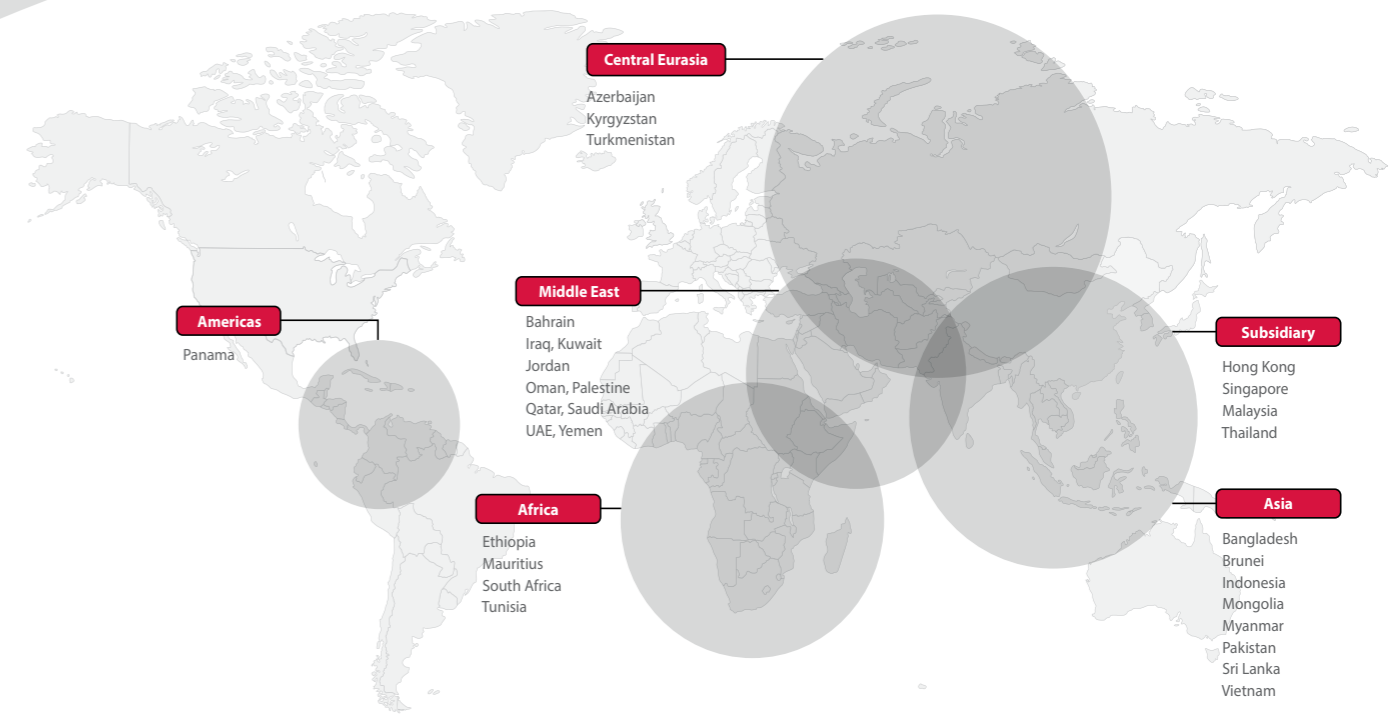 Central Eurasia
Azerbaijan
Kyrgyzstan
Turkmenistan
Middle East
Bahrain
Iraq, Kuwait
Jordan
Oman, Palestine
Qatar, Saudi Arabia
UAE, Yemen
Americas
Panama
Subsidiary
Hong Kong
Singapore
Malaysia
Thailand
Africa
Ethiopia
Mauritius
South Africa
Tunisia
Asia
Bangladesh
Brunei
Indonesia
Mongolia
Myanmar
Pakistan
Sri Lanka
Vietnam